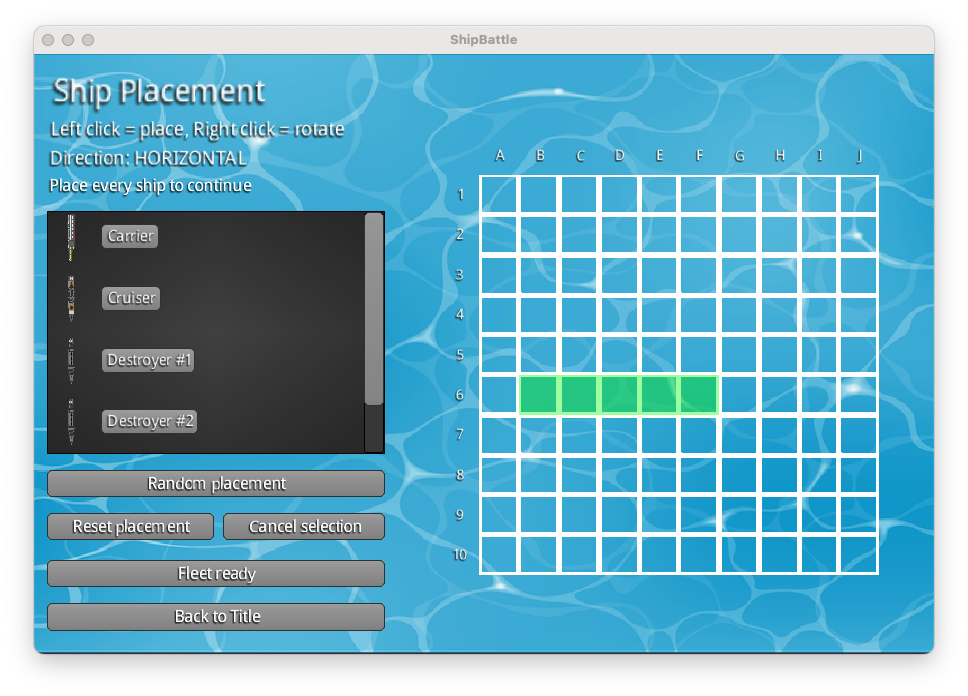 ShipBattle
Ship Placement
Left click = place, Right click = rotate
Direction: HORIZONTAL
Place every ship to continue
Carrier
Cruiser
Destroyer #1
Destroyer #2
Random placement
Reset placement Cancel selection
Fleet ready
Back to Title
A B C D E F G H I J
1
2
3
4
5
6
7
8
9
10